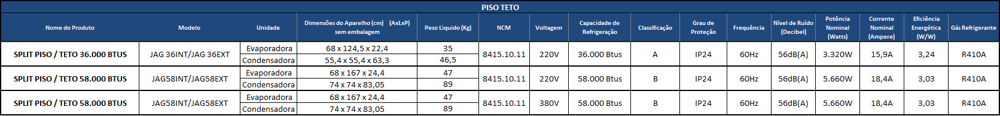 PISO TETO
Nome do Produto Modelo Unidade Dimensões do Aparelho (cm) (AxLxP) sem embalagem Peso Liquido (Kg) NCM Voltagem Capacidade de Refrigeração Classificação Grau de Proteção Frequência Nível de Ruído (Decibel) Potência Nominal (Watts) Corrente Nominal (Ampere) Eficiência Energética (W/W) Gás Refrigerante
SPLIT PISO / TETO 36.000 BTUS JAG 36INT/JAG 36EXT Evaporadora 68 x 124,5 x 22,4 35 8415.10.11 220V 36.000 Btus A IP24 60Hz 56dB(A) 3.320W 15,9A 3,24 R410A
Condensadora 55,4 x 55,4 x 63,3 46,5
SPLIT PISO / TETO 58.000 BTUS JAG58INT/JAG58EXT Evaporadora 68 x 167 x 24,4 47 8415.10.11 220V 58.000 Btus B IP24 60Hz 56dB(A) 5.660W 18,4A 3,03 R410A
Condensadora 74 x 74 x 83,05 89
SPLIT PISO / TETO 58.000 BTUS JAG58INT/JAG58EXT Evaporadora 68 x 167 x 24,4 47 8415.10.11 380V 58.000 Btus B IP24 60Hz 56dB(A) 5.660W 18,4A 3,03 R410A
Condensadora 74 x 74 x 83,05 89